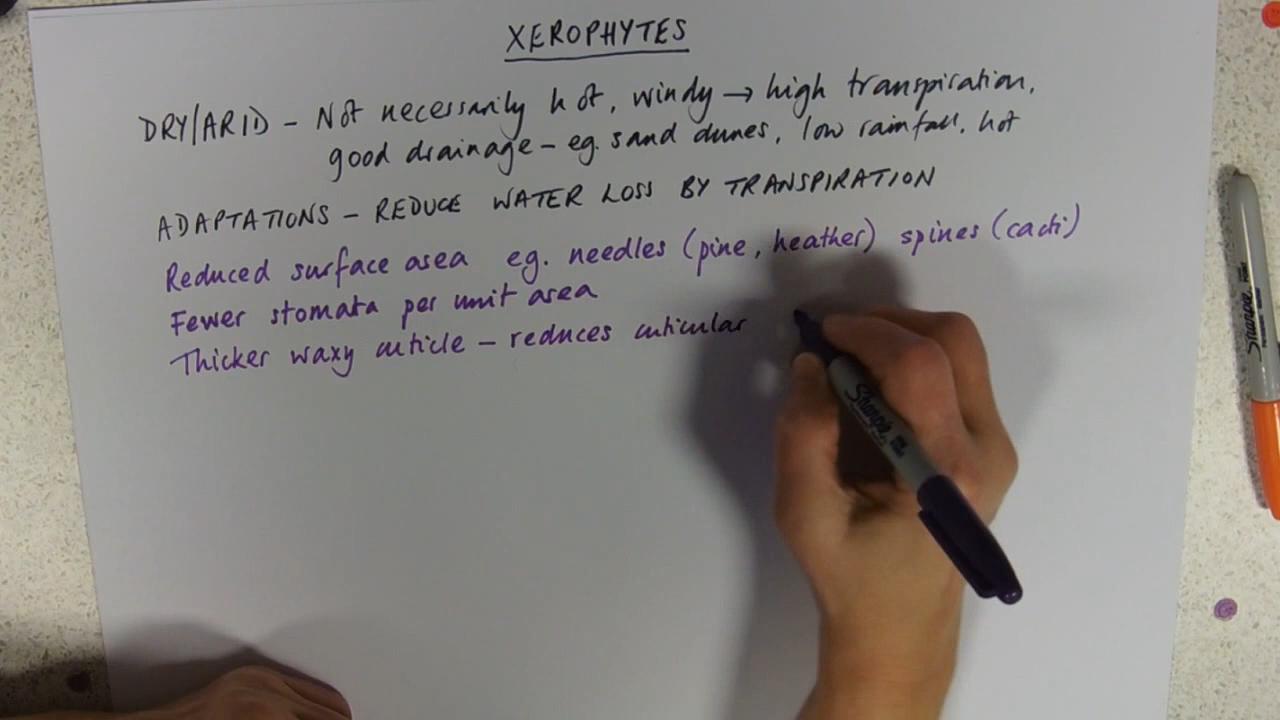 XEROPHYTES
DRY/ARID - Not necessarily hot, windy → high transpiration,
good drainage - eg. sand dunes, low rainfall, hot
ADAPTATIONS - REDUCE WATER LOSS BY TRANSPIRATION
Reduced surface area eg. needles (pine, heather) spines (cacti)
Fewer stomata per unit area
Thicker waxy cuticle - reduces cuticular
Sharpie
Sharpie